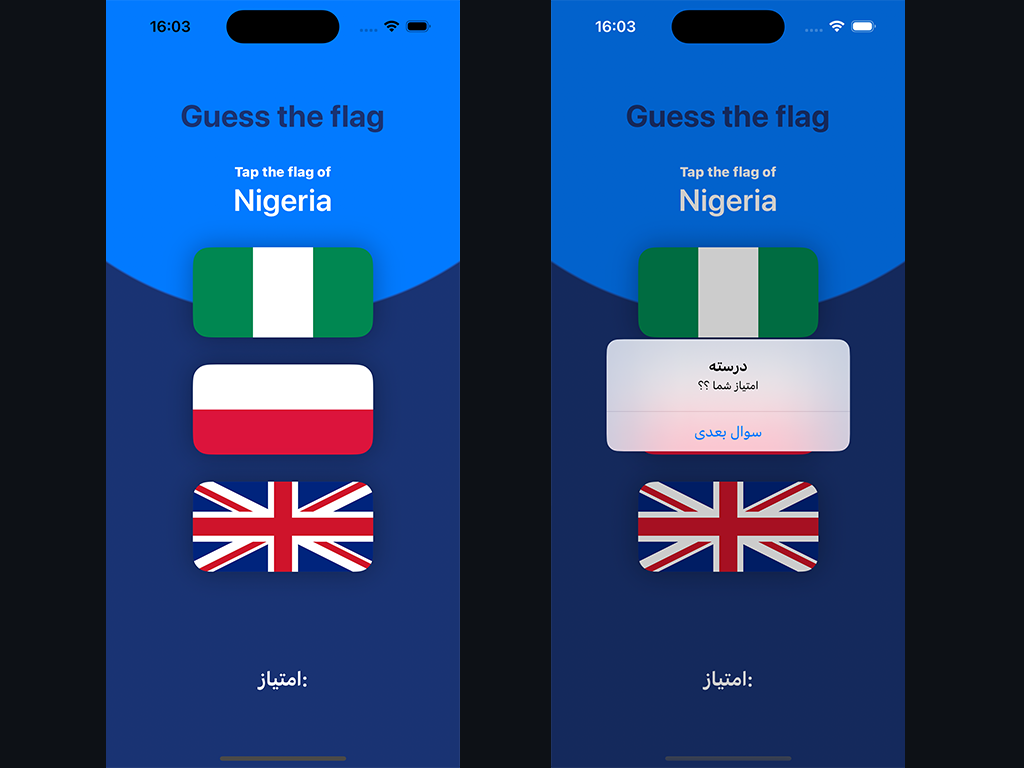 16:03
Guess the flag
Tap the flag of
Nigeria
امتیاز:
16:03
Guess the flag
Tap the flag of
Nigeria
درسته
امتیاز شما ؟؟
سوال بعدی
امتیاز: